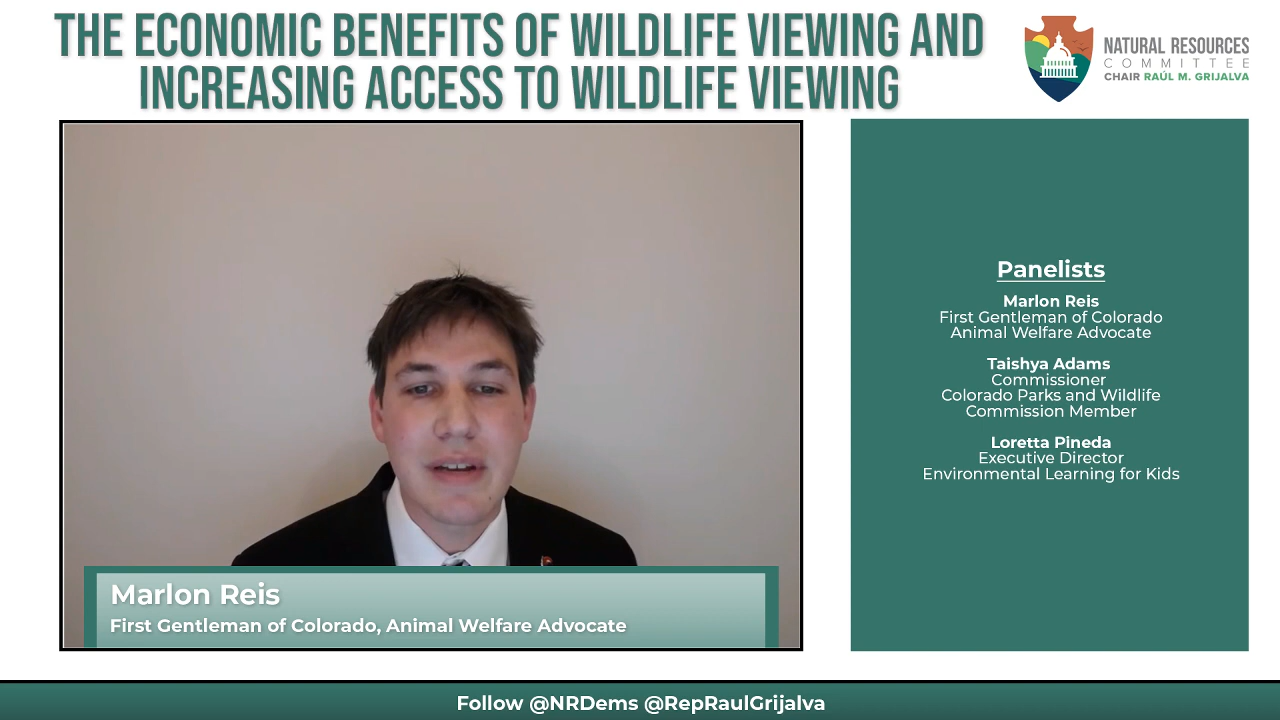 THE ECONOMIC BENEFITS OF WILDLIFE VIEWING AND
INCREASING ACCESS TO WILDLIFE VIEWING
NATURAL RESOURCES
COMMITTEE
CHAIR RAÚL M. GRIJALVA
Marlon Reis
First Gentleman of Colorado, Animal Welfare Advocate
Panelists
Marlon Reis
First Gentleman of Colorado
Animal Welfare Advocate
Taishya Adams
Commissioner
Colorado Parks and Wildlife
Commission Member
Loretta Pineda
Executive Director
Environmental Learning for Kids
Follow @NRDems @RepRaulGrijalva